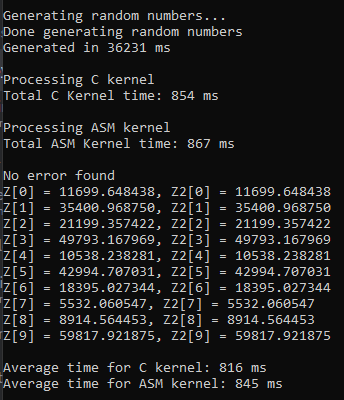 Generating random numbers...
Done generating random numbers
Generated in 36231 ms
Processing C kernel
Total C Kernel time: 854 ms
Processing ASM kernel
Total ASM Kernel time: 867 ms
No error found
Z[0] = 11699.648438, Z2[0] = 11699.648438
Z[1] = 35400.968750, Z2[1] = 35400.968750
Z[2] = 21199.357422, Z2[2] = 21199.357422
Z[3] = 49793.167969, Z2[3] = 49793.167969
Z[4] = 10538.238281, Z2[4] = 10538.238281
Z[5] = 42994.707031, Z2[5] = 42994.707031
Z[6] = 18395.027344, Z2[6] = 18395.027344
Z[7] = 5532.060547, Z2[7] = 5532.060547
Z[8] = 8914.564453, Z2[8] = 8914.564453
Z[9] = 59817.921875, Z2[9] = 59817.921875
Average time for C kernel: 816 ms
Average time for ASM kernel: 845 ms